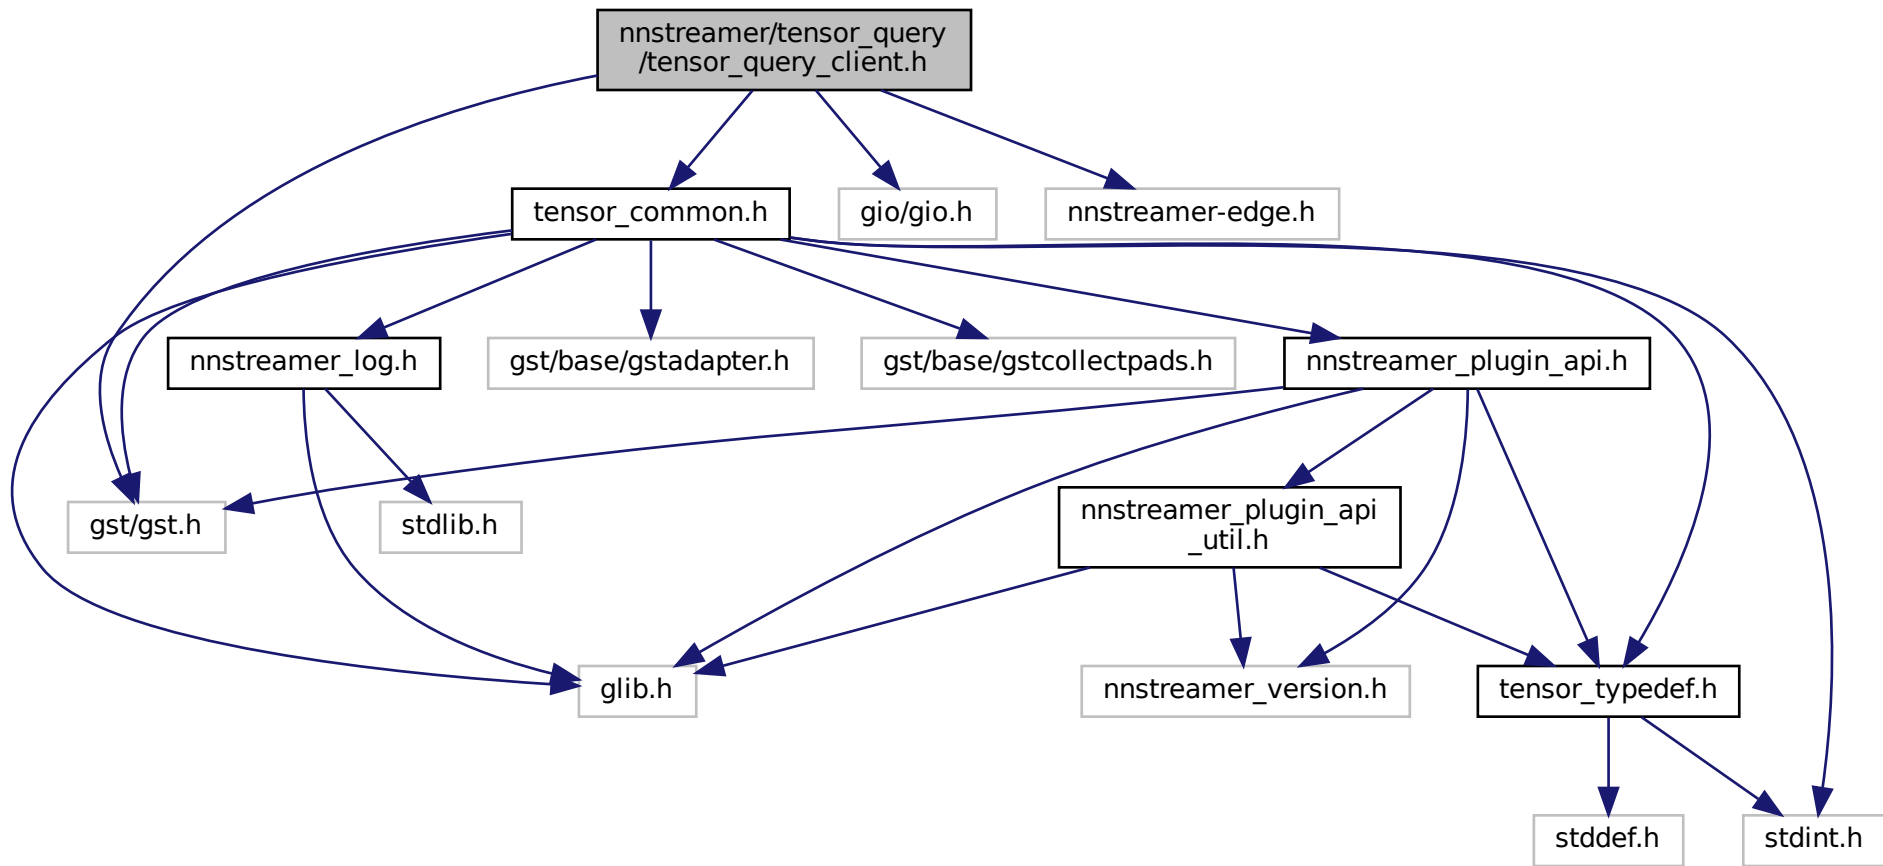 nnstreamer/tensor_query
/tensor_query_client.h
tensor_common.h
gio/gio.h
nnstreamer-edge.h
nnstreamer_log.h
gst/base/gstadapter.h
gst/base/gstcollectpads.h
nnstreamer_plugin_api.h
gst/gst.h
stdlib.h
nnstreamer_plugin_api
_util.h
glib.h
nnstreamer_version.h
tensor_typedef.h
stddef.h
stdint.h